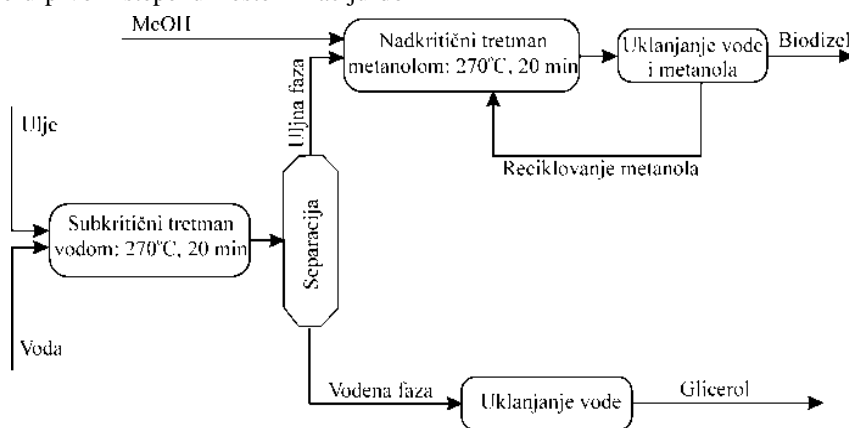 MeOH
Nadkritični tretman
metanolom: 270°C, 20 min
Uklanjanje vode
i metanola
Biodizel
Uljna faza
Reciklovanje metanola
Ulje
Subkritični tretman
vodom: 270°C, 20 min
Separacija
Voda
Vodena faza
Uklanjanje vode
Glicerol